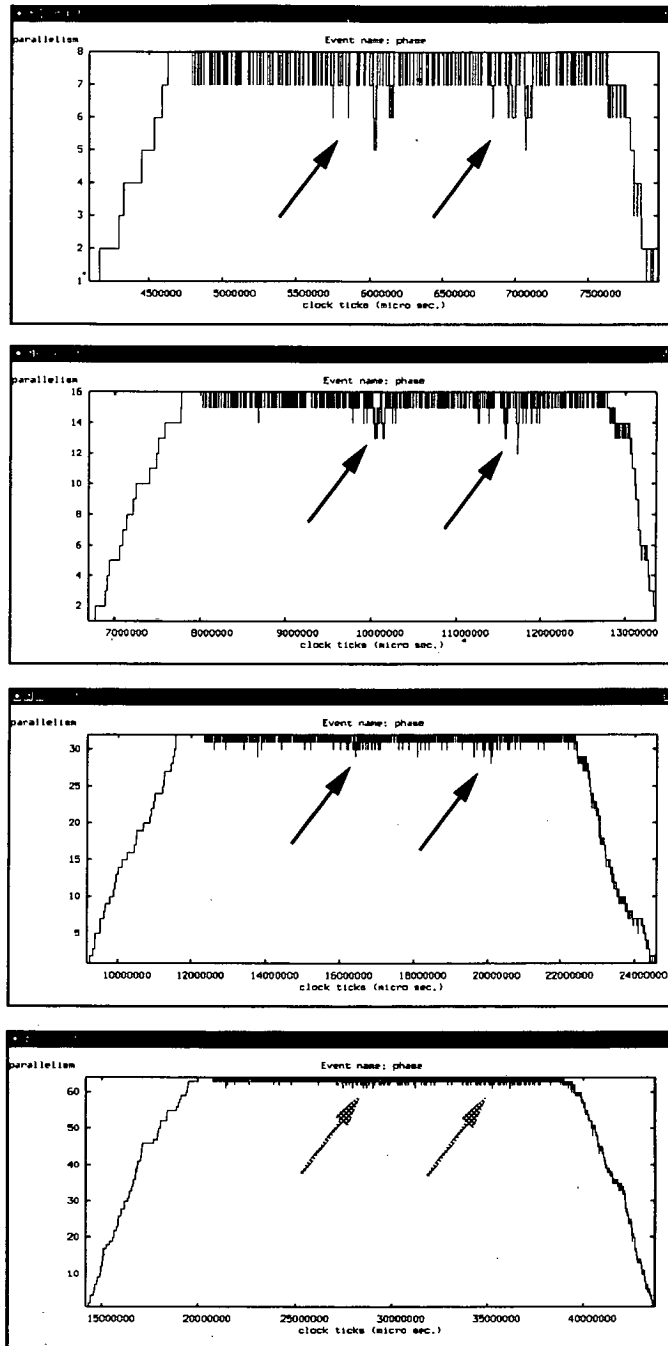 parallelism Event name: phase
8
7
6
5
4
3
2
1
4500000 5000000 5500000 6000000 6500000 7000000 7500000
clock ticks (micro sec.)
parallelism Event name: phase
16
14
12
10
8
6
4
2
7000000 8000000 9000000 10000000 11000000 12000000 13000000
clock ticks (micro sec.)
parallelism Event name: phase
30
25
20
15
10
5
10000000 12000000 14000000 16000000 18000000 20000000 22000000 24000000
clock ticks (micro sec.)
parallelism Event name: phase
60
50
40
30
20
10
15000000 20000000 25000000 30000000 35000000 40000000
clock ticks (micro sec.)